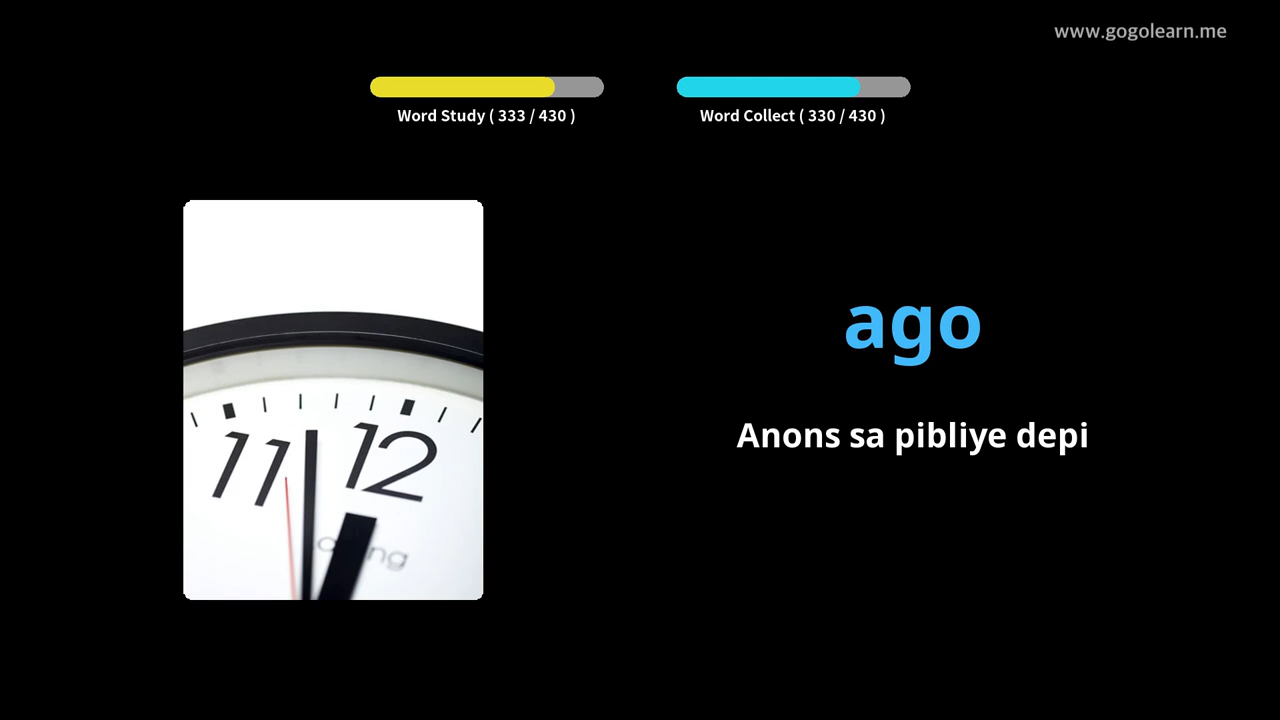 www.gogolearn.me
Word Study ( 333 / 430 )
Word Collect ( 330 / 430 )
11 12
ago
Anons sa pibliye depi